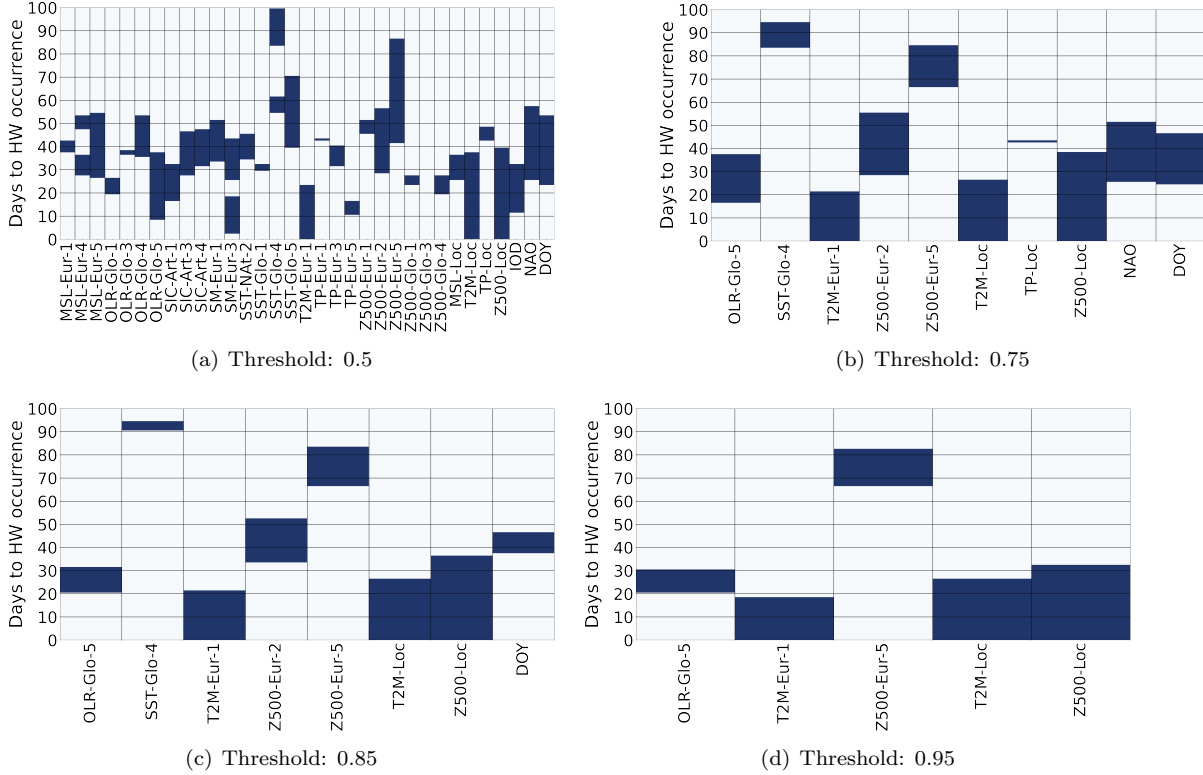 Days to HW occurrence
100
90
80
70
60
50
40
30
20
10
0
MSL-Eur-1
MSL-Eur-4
MSL-Eur-5
OLR-Glo-1
OLR-Glo-3
OLR-Glo-4
OLR-Glo-5
SIC-Art-1
SIC-Art-3
SIC-Art-4
SM-Eur-1
SM-Eur-3
SST-NAt-2
SST-Glo-1
SST-Glo-4
SST-Glo-5
T2M-Eur-1
TP-Eur-1
TP-Eur-3
TP-Eur-5
Z500-Eur-1
Z500-Eur-2
Z500-Eur-5
Z500-Glo-1
Z500-Glo-3
Z500-Glo-4
MSL-Loc
T2M-Loc
TP-Loc
Z500-Loc
IOD
NAO
DOY
(a) Threshold: 0.5
Days to HW occurrence
100
90
80
70
60
50
40
30
20
10
0
OLR-Glo-5
SST-Glo-4
T2M-Eur-1
Z500-Eur-2
Z500-Eur-5
T2M-Loc
TP-Loc
Z500-Loc
NAO
DOY
(b) Threshold: 0.75
Days to HW occurrence
100
90
80
70
60
50
40
30
20
10
0
OLR-Glo-5
SST-Glo-4
T2M-Eur-1
Z500-Eur-2
Z500-Eur-5
T2M-Loc
Z500-Loc
DOY
(c) Threshold: 0.85
Days to HW occurrence
100
90
80
70
60
50
40
30
20
10
0
OLR-Glo-5
T2M-Eur-1
Z500-Eur-5
T2M-Loc
Z500-Loc
(d) Threshold: 0.95